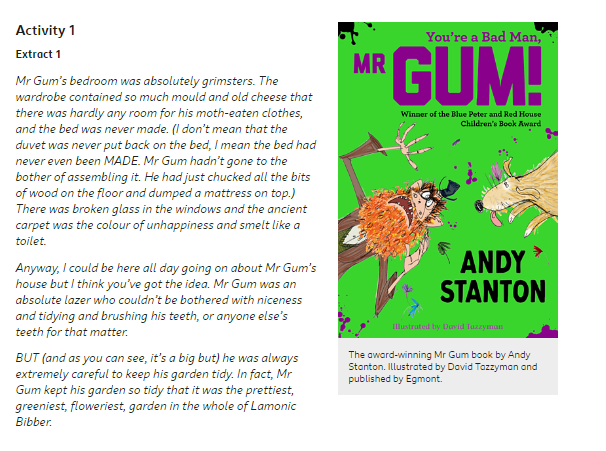 Activity 1
Extract 1
Mr Gum's bedroom was absolutely grimsters. The
wardrobe contained so much mould and old cheese that
there was hardly any room for his moth-eaten clothes,
and the bed was never made. (I don't mean that the
duvet was never put back on the bed, I mean the bed had
never even been MADE. Mr Gum hadn't gone to the
bother of assembling it. He had just chucked all the bits
of wood on the floor and dumped a mattress on top.)
There was broken glass in the windows and the ancient
carpet was the colour of unhappiness and smelt like a
toilet.
Anyway, I could be here all day going on about Mr Gum's
house but I think you've got the idea. Mr Gum was an
absolute lazer who couldn't be bothered with niceness
and tidying and brushing his teeth, or anyone else's
teeth for that matter.
BUT (and as you can see, it's a big but) he was always
extremely careful to keep his garden tidy. In fact, Mr
Gum kept his garden so tidy that it was the prettiest,
greeniest, floweriest, garden in the whole of Lamonic
Bibber.
You're a Bad Man,
MR GUM!
Winner of the Blue Peter and Red House
Children's Book Award
ANDY
STANTON
Illustrated by David Tazzyman
The award-winning Mr Gum book by Andy
Stanton. Illustrated by David Tazzyman and
published by Egmont.